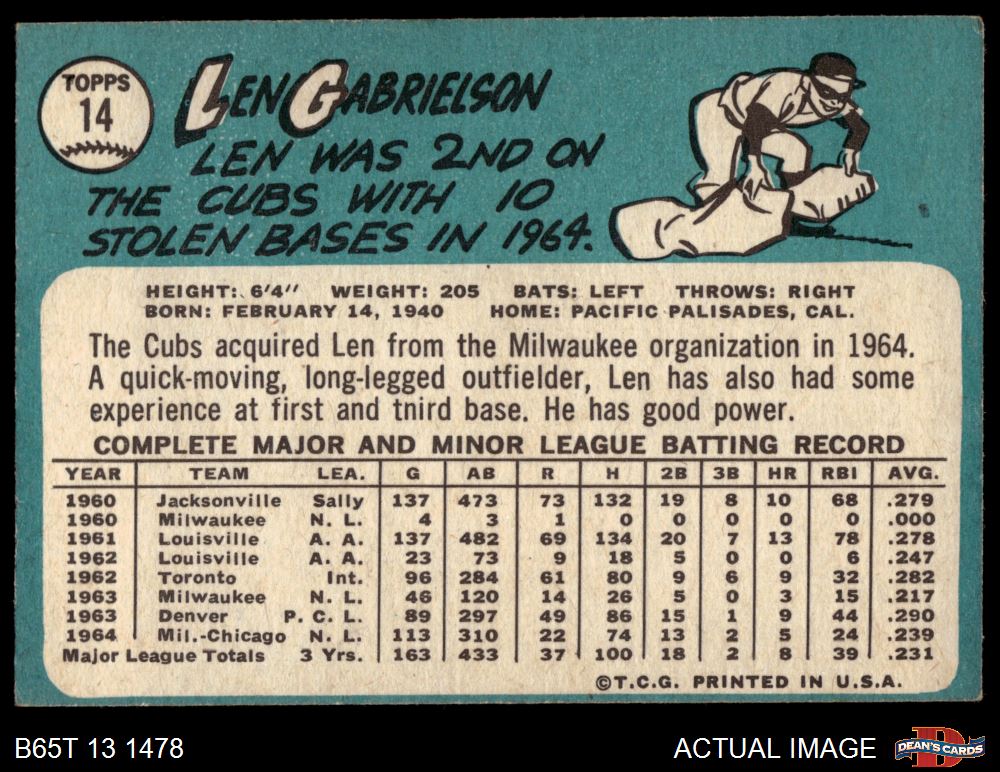 TOPPS
14
LEN GABRIELSON
LEN WAS 2ND ON
THE CUBS WITH 10
STOLEN BASES IN 1964.
HEIGHT: 6'4" WEIGHT: 205 BATS: LEFT THROWS: RIGHT
BORN: FEBRUARY 14, 1940 HOME: PACIFIC PALISADES, CAL.
The Cubs acquired Len from the Milwaukee organization in 1964.
A quick-moving, long-legged outfielder, Len has also had some
experience at first and tnird base. He has good power.
COMPLETE MAJOR AND MINOR LEAGUE BATTING RECORD
YEAR TEAM LEA. G AB R H 2B 3B HR RBI AVG.
1960 Jacksonville Sally 137 473 73 132 19 8 10 68 .279
1960 Milwaukee N. L. 4 3 1 0 0 0 0 0 .000
1961 Louisville A. A. 137 482 69 134 20 7 13 78 .278
1962 Louisville A. A. 23 73 9 18 5 0 0 6 .247
1962 Toronto Int. 96 284 61 80 9 6 9 32 .282
1963 Milwaukee N. L. 46 120 14 26 5 0 3 15 .217
1963 Denver P. C. L. 89 297 49 86 15 1 9 44 .290
1964 Mil.-Chicago N. L. 113 310 22 74 13 2 5 24 .239
Major League Totals 3 Yrs. 163 433 37 100 18 2 8 39 .231
©T.C.G. PRINTED IN U.S.A.
B65T 13 1478
ACTUAL IMAGE
D
DEAN'S CARDS